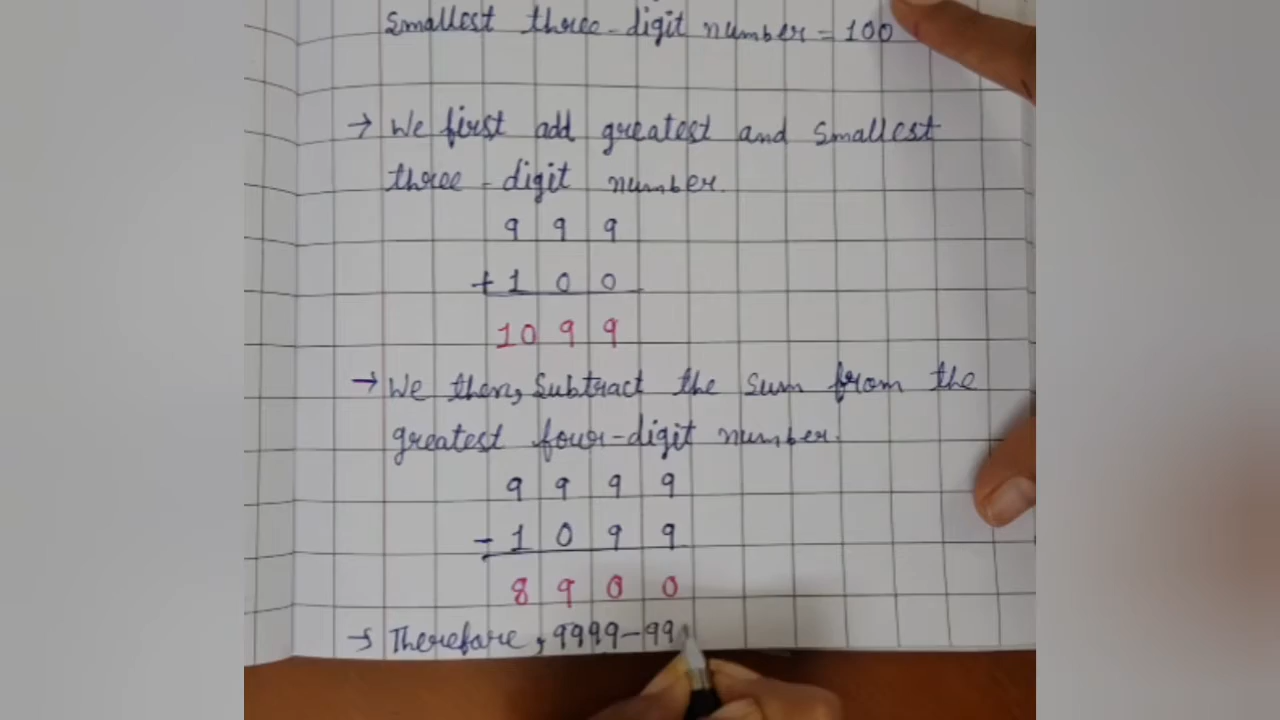 Smallest three-digit number = 100
→ We first add greatest and smallest
three-digit number.
9 9 9
+ 1 0 0
10 9 9
→ We then, Subtract the sum from the
greatest four-digit number.
9 9 9 9
- 1 0 9 9
8 9 0 0
→ Therefare, 9999-99